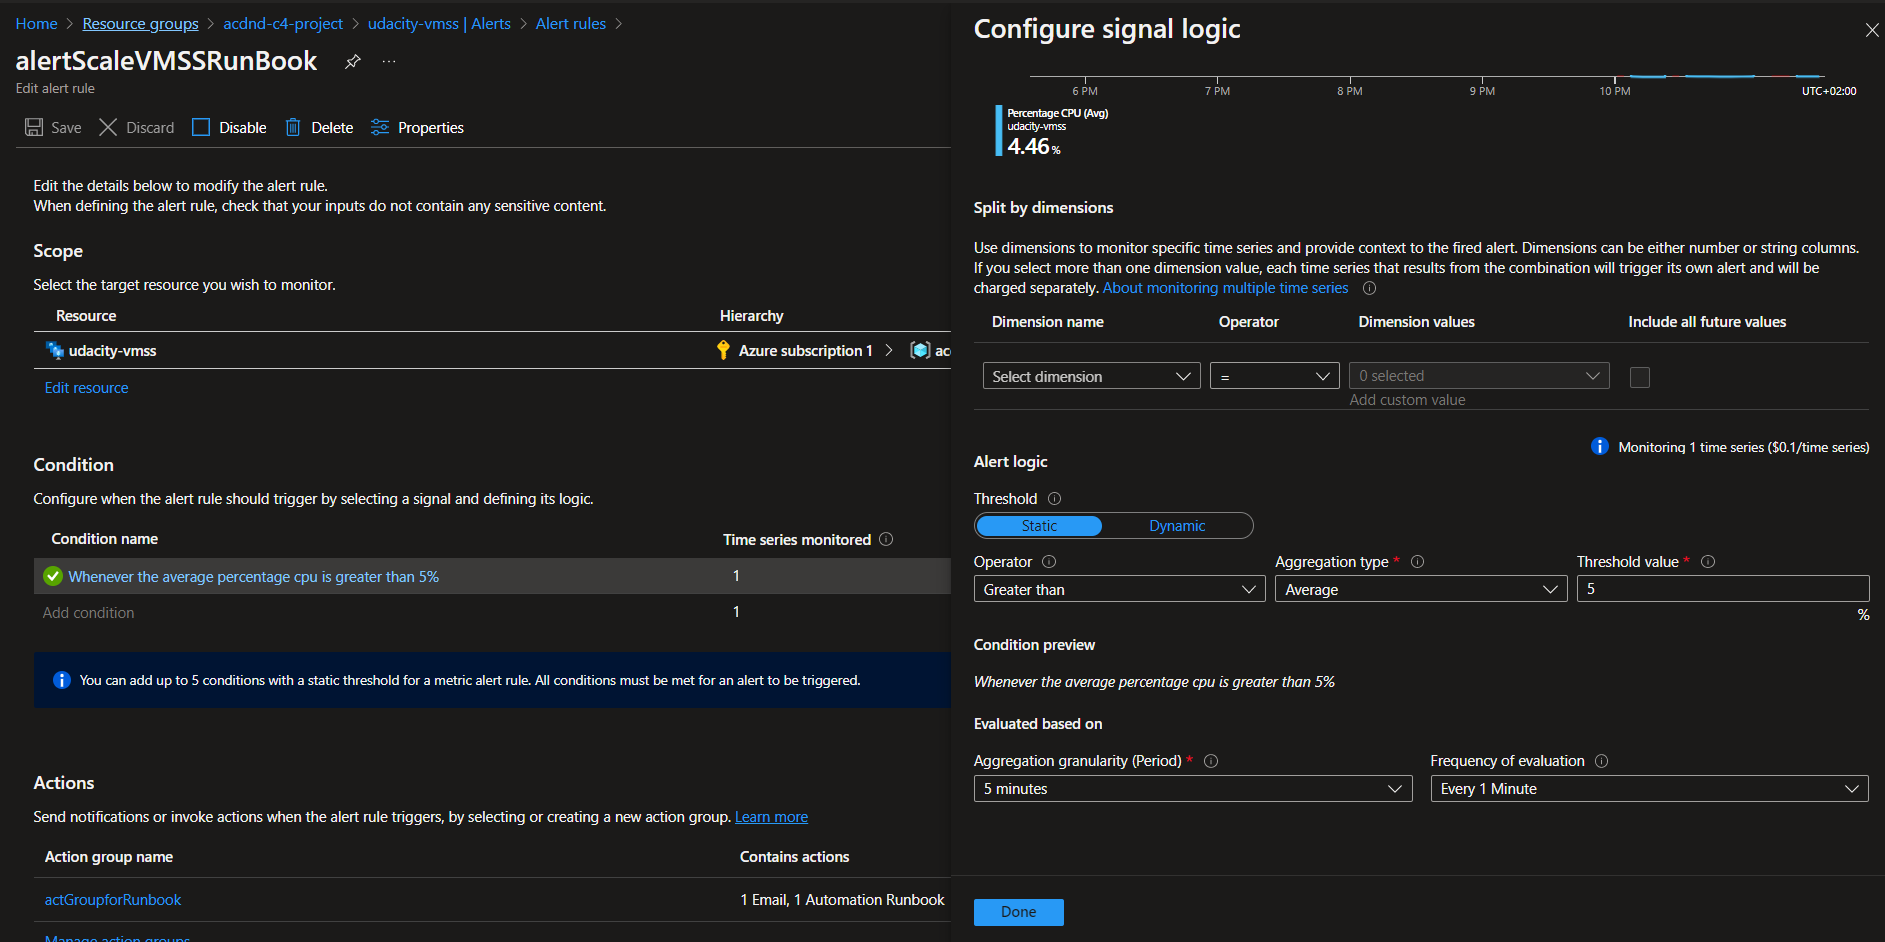 Home > Resource groups > acdnd-c4-project > udacity-vmss | Alerts > Alert rules >
alertScaleVMSSRunBook
...
Edit alert rule
Save Discard Disable Delete Properties
Edit the details below to modify the alert rule.
When defining the alert rule, check that your inputs do not contain any sensitive content.
Scope
Select the target resource you wish to monitor.
Resource Hierarchy
udacity-vmss Azure subscription 1 > ac
Edit resource
Condition
Configure when the alert rule should trigger by selecting a signal and defining its logic.
Condition name Time series monitored
Whenever the average percentage cpu is greater than 5% 1
Add condition 1
You can add up to 5 conditions with a static threshold for a metric alert rule. All conditions must be met for an alert to be triggered.
Actions
Send notifications or invoke actions when the alert rule triggers, by selecting or creating a new action group. Learn more
Action group name Contains actions
actGroupforRunbook 1 Email, 1 Automation Runbook
Manage action groups
Configure signal logic
6 PM 7 PM 8 PM 9 PM 10 PM UTC+02:00
Percentage CPU (Avg)
udacity-vmss
4.46 %
Split by dimensions
Use dimensions to monitor specific time series and provide context to the fired alert. Dimensions can be either number or string columns.
If you select more than one dimension value, each time series that results from the combination will trigger its own alert and will be
charged separately. About monitoring multiple time series
Dimension name Operator Dimension values Include all future values
Select dimension = 0 selected
Add custom value
Monitoring 1 time series ($0.1/time series)
Alert logic
Threshold
Static Dynamic
Operator Aggregation type * Threshold value *
Greater than Average 5
%
Condition preview
Whenever the average percentage cpu is greater than 5%
Evaluated based on
Aggregation granularity (Period) * Frequency of evaluation
5 minutes Every 1 Minute
Done